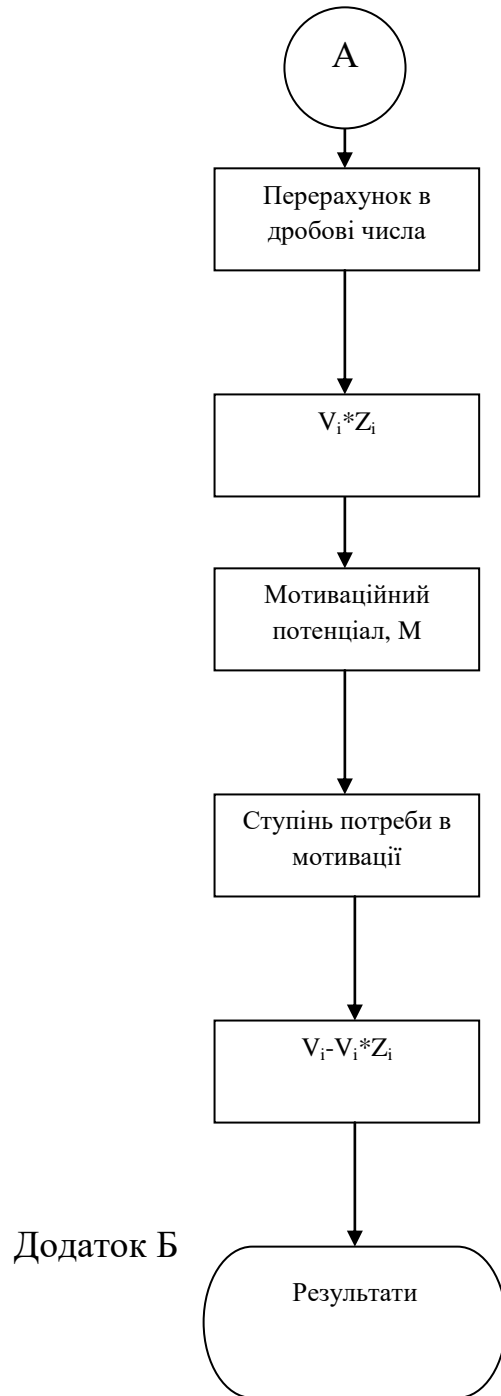 А
Перерахунок в
дробові числа
Vᵢ*Zᵢ
Мотиваційний
потенціал, М
Ступінь потреби в
мотивації
Vᵢ-Vᵢ*Zᵢ
Додаток Б
Результати